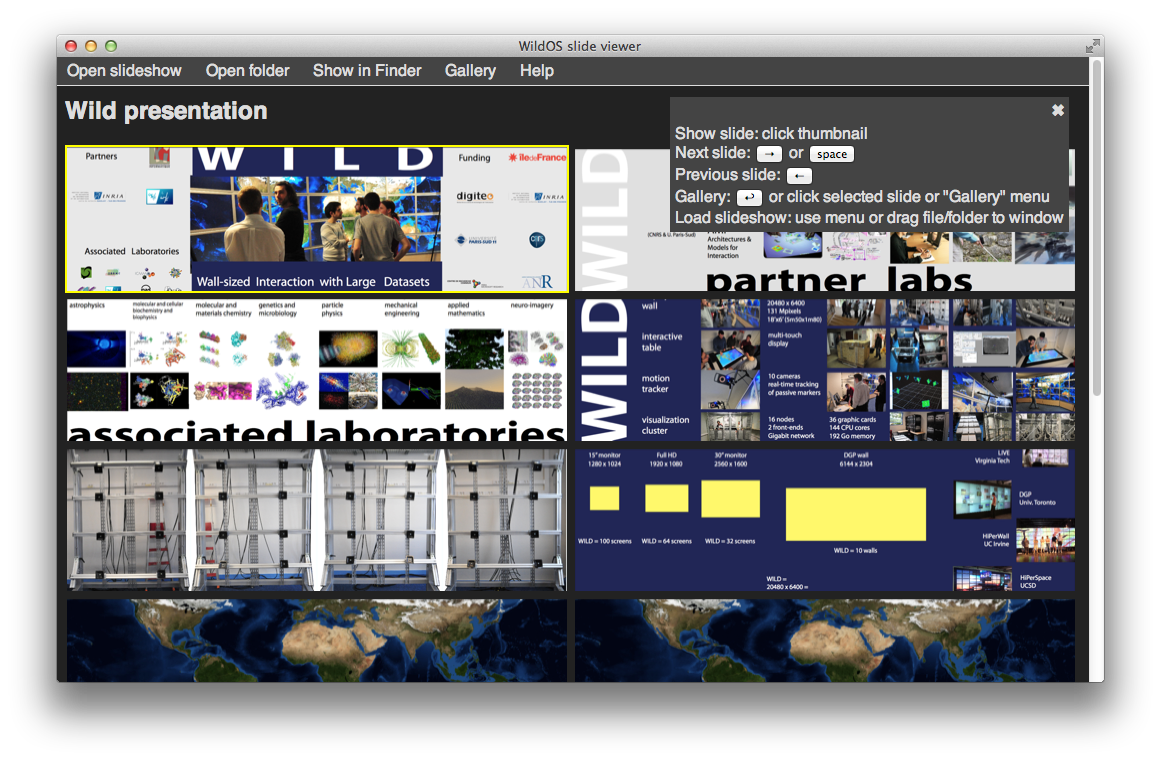 WildOS slide viewer
Open slideshow Open folder Show in Finder Gallery Help
Wild presentation
Show slide: click thumbnail
Next slide: → or space
Previous slide: ←
Gallery: ↩ or click selected slide or "Gallery" menu
Load slideshow: use menu or drag file/folder to window
Partners
WILD
Funding
îledeFrance
INRIA
digiteo
INRIA
UNIVERSITÉ
PARIS-SUD 11
CNRS
Associated Laboratories
Wall-sized Interaction with Large Datasets
ANR
WILD
(CNRS & U. Paris-Sud)
Architectures &
Models for
Interaction
partner labs
astrophysics
molecular and cellular
biochemistry and
biophysics
molecular and
materials chemistry
genetics and
microbiology
particle
physics
mechanical
engineering
applied
mathematics
neuro-imagery
associated laboratories
WILD
wall
20480 x 6400
131 Mpixels
18'x6' (5m50x1m80)
interactive
table
multi-touch
display
motion
tracker
10 cameras
real-time tracking
of passive markers
visualization
cluster
16 nodes
2 front-ends
Gigabit network
36 graphic cards
144 CPU cores
192 Go memory
15" monitor
1280 x 1024
Full HD
1920 x 1080
30" monitor
2560 x 1600
DGP wall
6144 x 2304
LIVE
Virginia Tech
DGP
Univ. Toronto
WILD = 100 screens
WILD = 64 screens
WILD = 32 screens
WILD = 10 walls
HiPerWall
UC Irvine
WILD =
20480 x 6400 =
HiPerSpace
UCSD